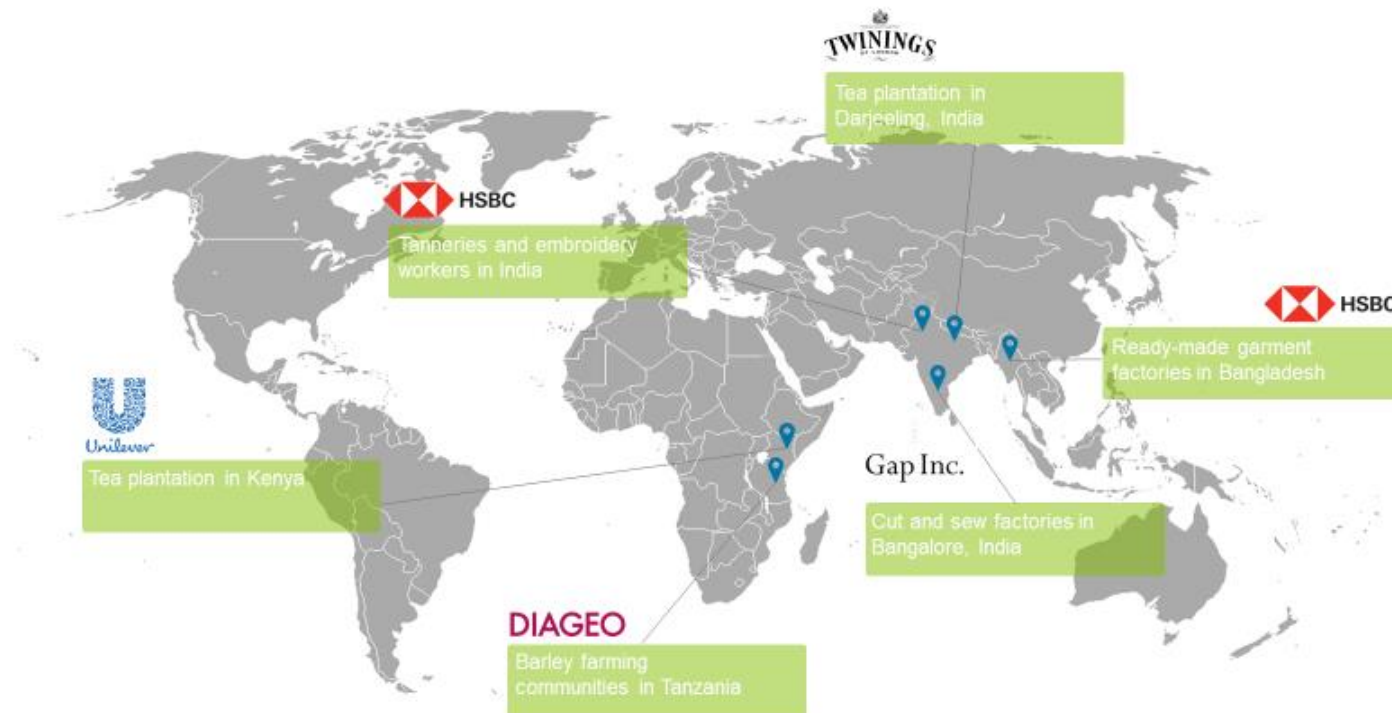 TWININGS
OF LONDON
Tea plantation in
Darjeeling, India
HSBC
Tanneries and embroidery
workers in India
HSBC
Ready-made garment
factories in Bangladesh
Unilever
Tea plantation in Kenya
Gap Inc.
Cut and sew factories in
Bangalore, India
DIAGEO
Barley farming
communities in Tanzania